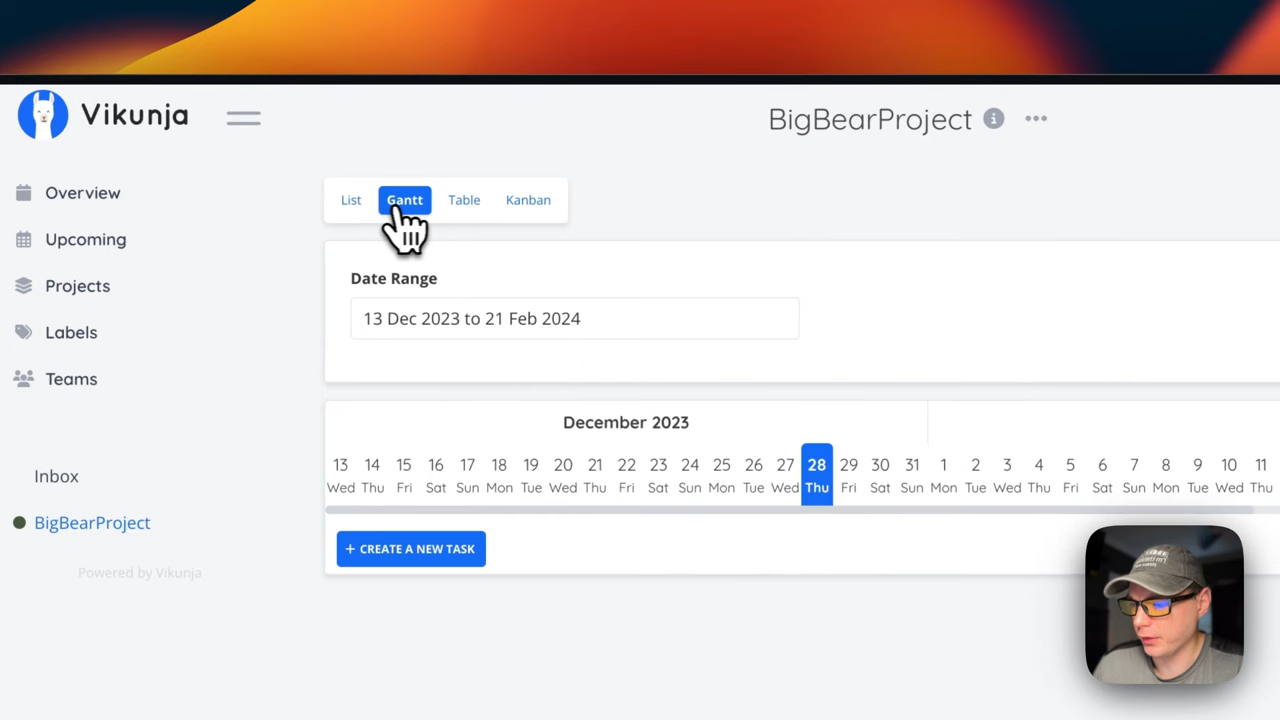 Vikunja
BigBearProject
Overview
Upcoming
Projects
Labels
Teams
Inbox
BigBearProject
Powered by Vikunja
List Gantt Table Kanban
Date Range
13 Dec 2023 to 21 Feb 2024
December 2023
13 14 15 16 17 18 19 20 21 22 23 24 25 26 27 28 29 30 31 1 2 3 4 5 6 7 8 9 10 11
Wed Thu Fri Sat Sun Mon Tue Wed Thu Fri Sat Sun Mon Tue Wed Thu Fri Sat Sun Mon Tue Wed Thu Fri Sat Sun Mon Tue Wed Thu
+ CREATE A NEW TASK